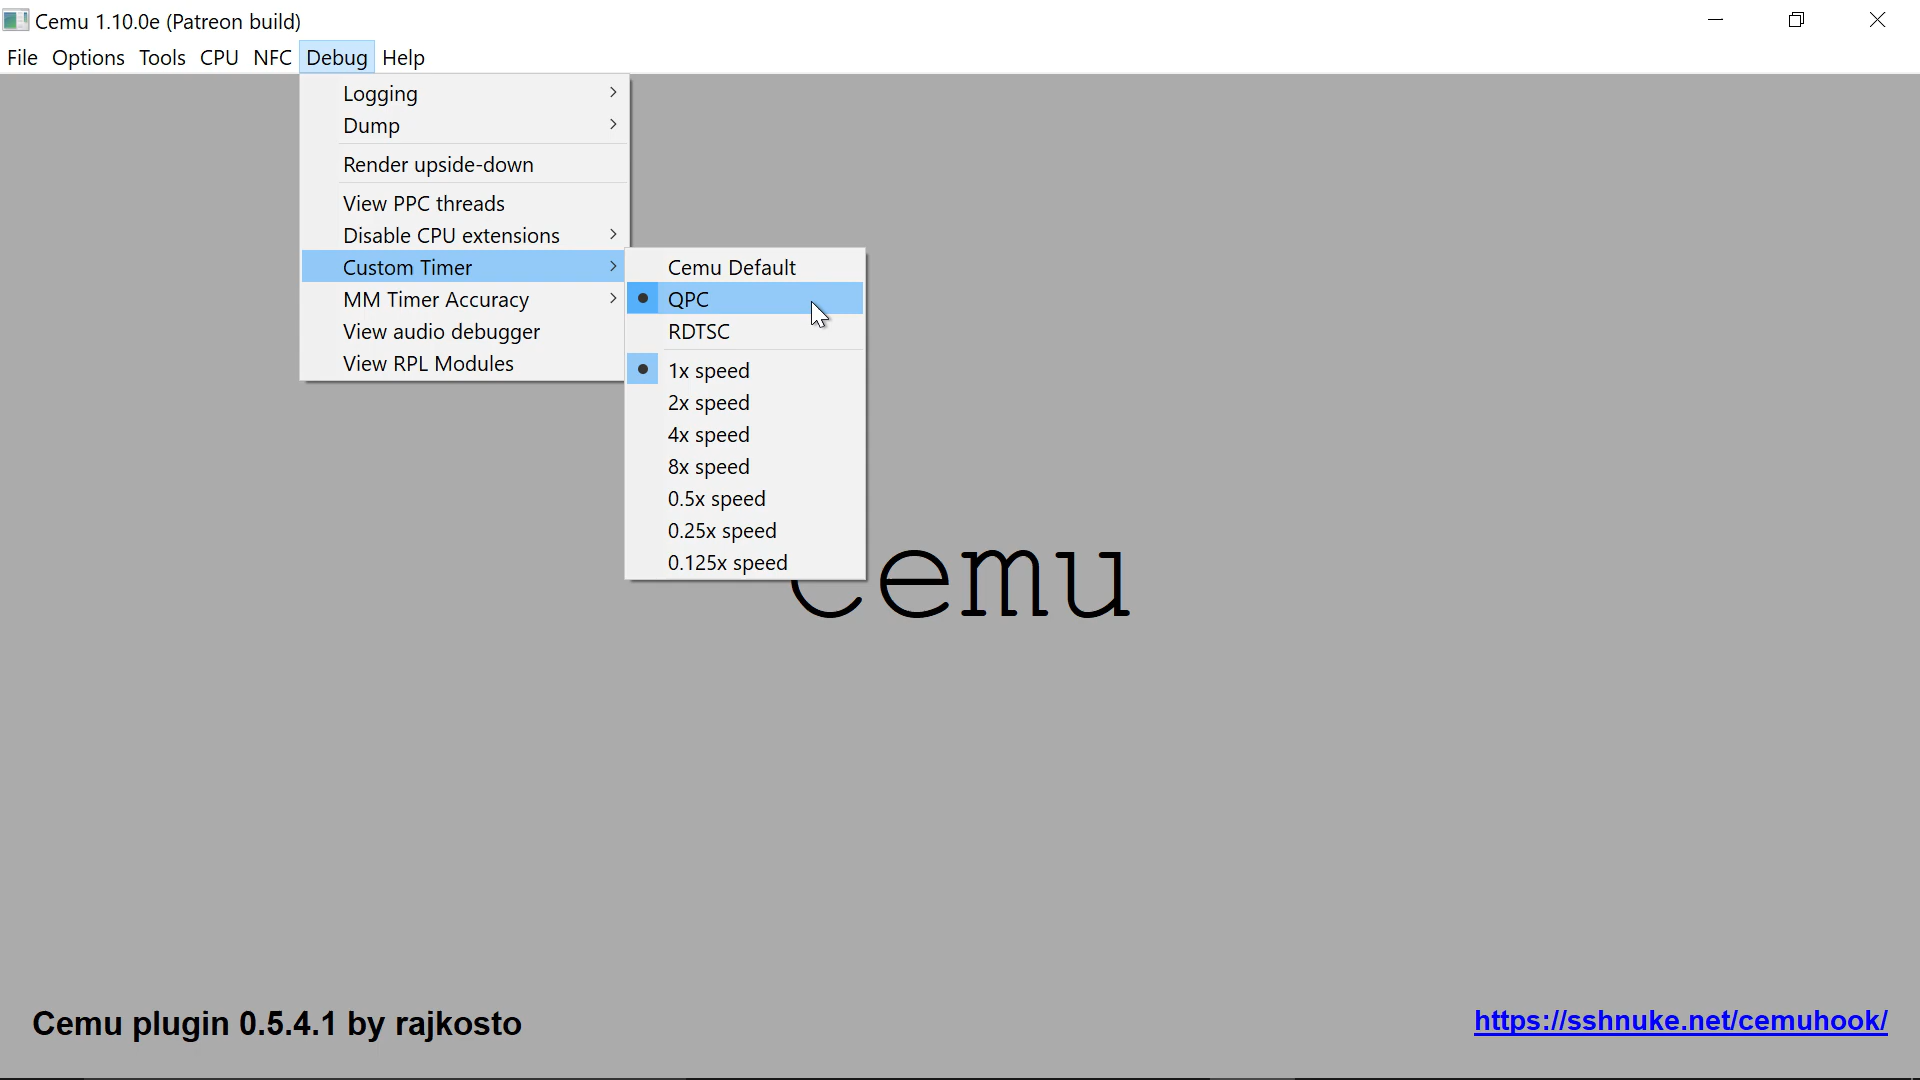 Cemu 1.10.0e (Patreon build)
File Options Tools CPU NFC Debug Help
Logging
Dump
Render upside-down
View PPC threads
Disable CPU extensions
Custom Timer
MM Timer Accuracy
View audio debugger
View RPL Modules
Cemu Default
QPC
RDTSC
1x speed
2x speed
4x speed
8x speed
0.5x speed
0.25x speed
0.125x speed
Cemu
Cemu plugin 0.5.4.1 by rajkosto
https://sshnuke.net/cemuhook/